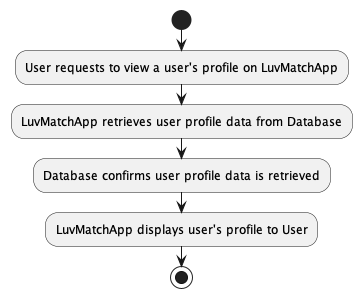 User requests to view a user's profile on LuvMatchApp
LuvMatchApp retrieves user profile data from Database
Database confirms user profile data is retrieved
LuvMatchApp displays user's profile to User